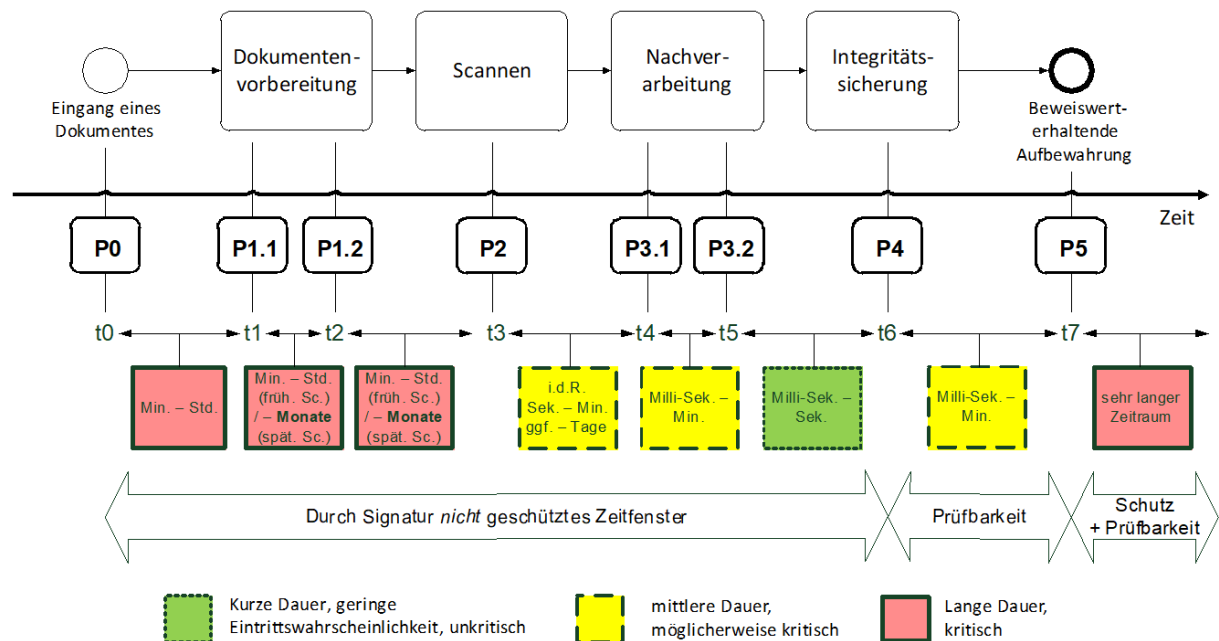 Dokumenten-
vorbereitung
Scannen
Nachver-
arbeitung
Integritäts-
sicherung
Eingang eines
Dokumentes
Beweiswert-
erhaltende
Aufbewahrung
Zeit
P0
P1.1
P1.2
P2
P3.1
P3.2
P4
P5
t0
t1
t2
t3
t4
t5
t6
t7
Min. – Std.
Min. – Std.
(früh. Sc.)
/ – Monate
(spät. Sc.)
Min. – Std.
(früh. Sc.)
/ – Monate
(spät. Sc.)
i.d.R.
Sek. – Min.
ggf. – Tage
Milli-Sek. –
Min.
Milli-Sek. –
Sek.
Milli-Sek. –
Min.
sehr langer
Zeitraum
Durch Signatur nicht geschütztes Zeitfenster
Prüfbarkeit
Schutz
+ Prüfbarkeit
Kurze Dauer, geringe
Eintrittswahrscheinlichkeit, unkritisch
mittlere Dauer,
möglicherweise kritisch
Lange Dauer,
kritisch